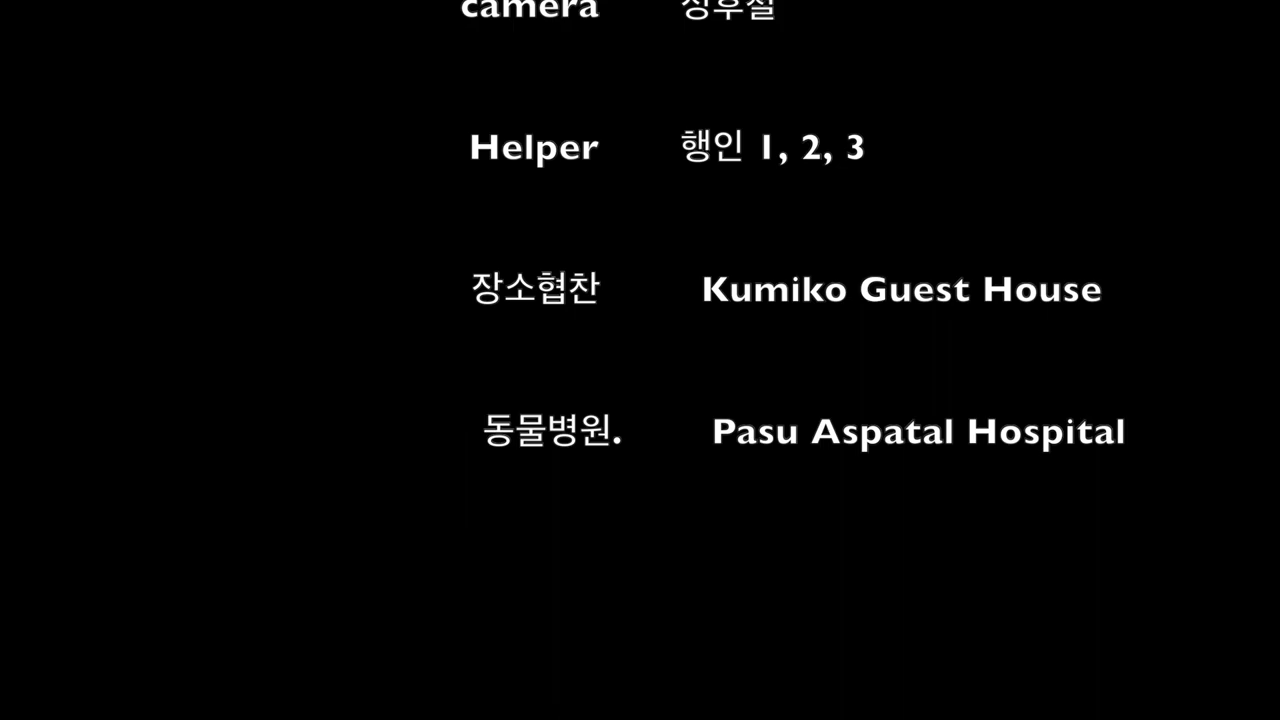 camera
Helper 행인 1, 2, 3
장소협찬 Kumiko Guest House
동물병원. Pasu Aspatal Hospital